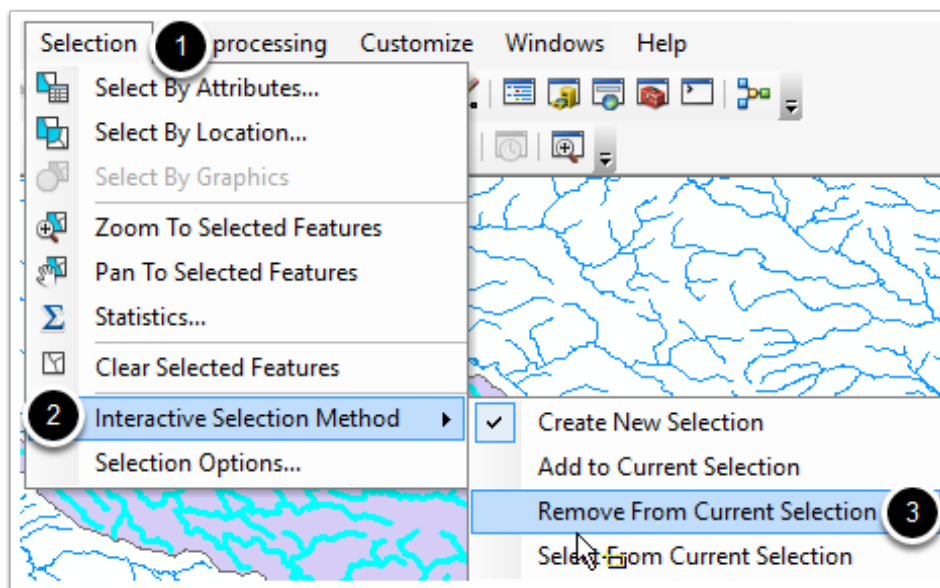 Selection 1 processing Customize Windows Help
Select By Attributes...
Select By Location...
Select By Graphics
Zoom To Selected Features
Pan To Selected Features
Σ Statistics...
Clear Selected Features
2 Interactive Selection Method
Selection Options...
Create New Selection
Add to Current Selection
Remove From Current Selection 3
Select From Current Selection